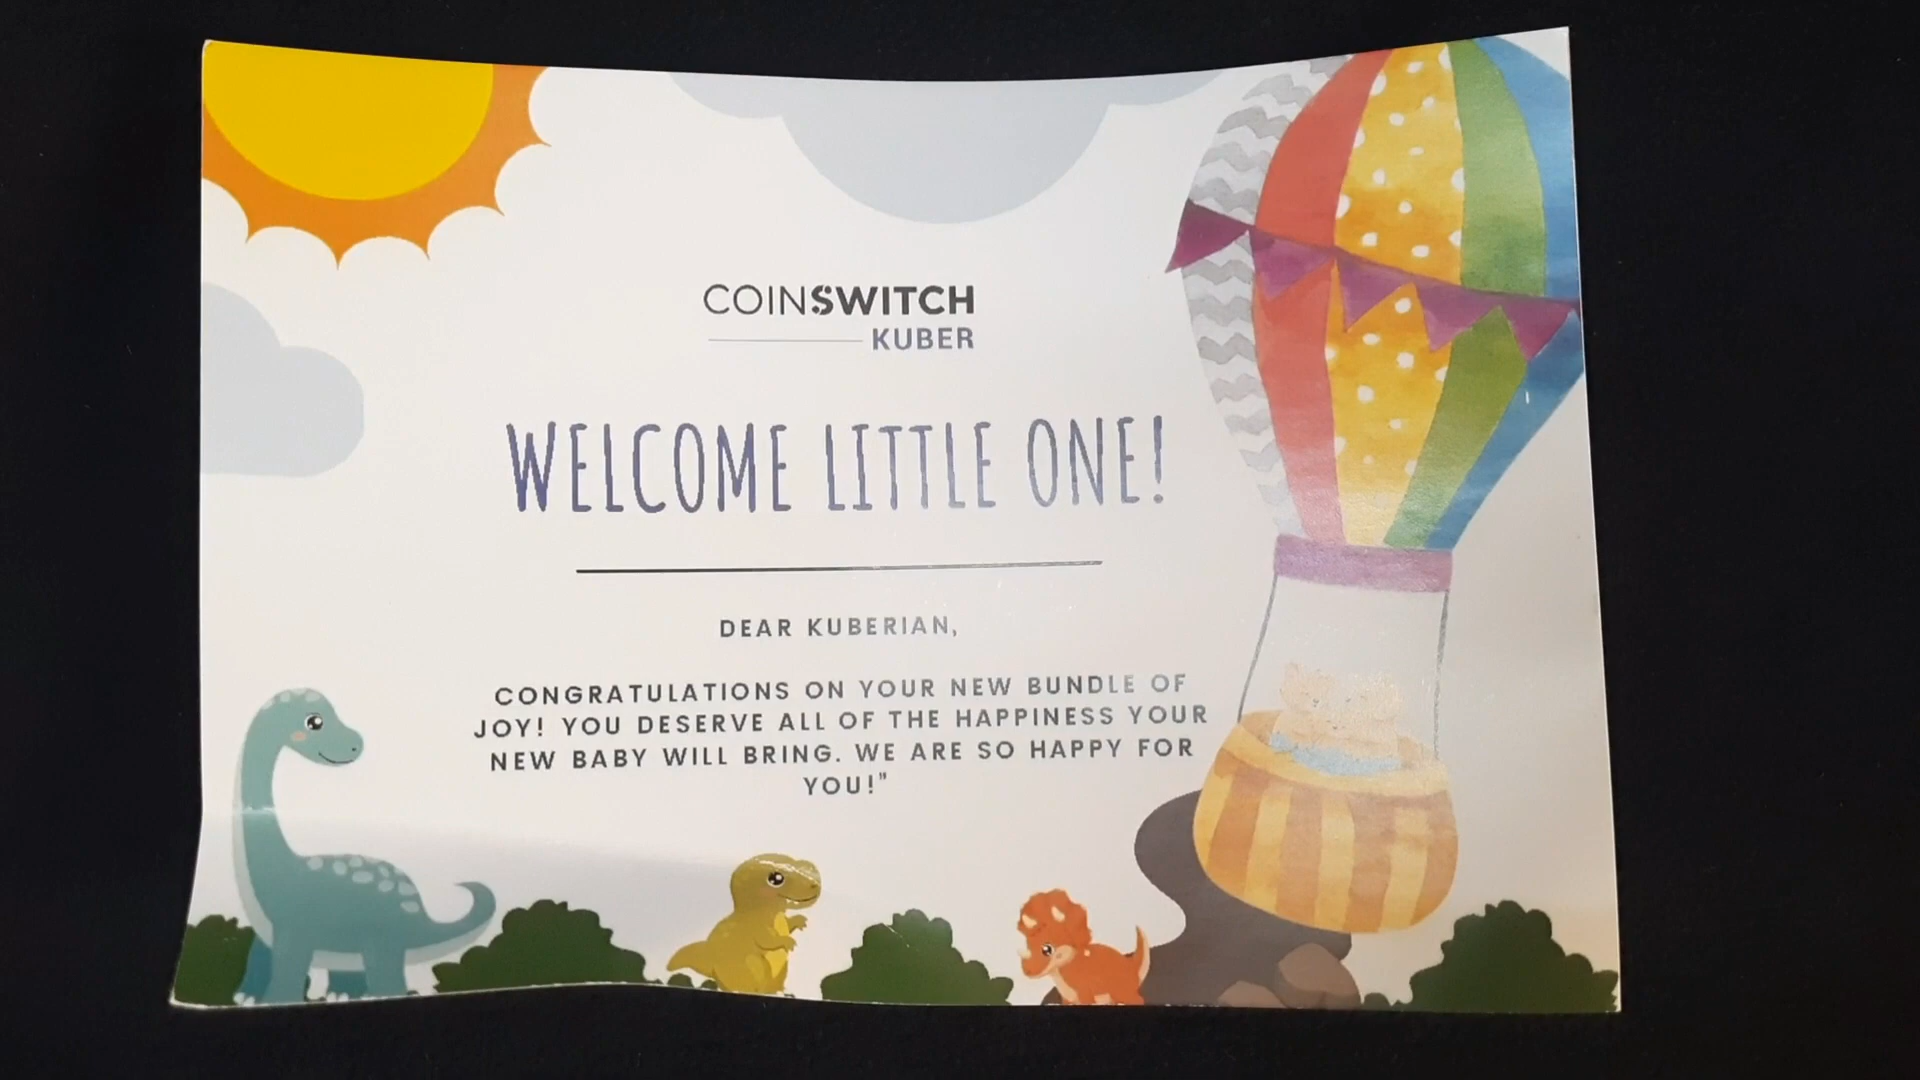 COINSWITCH
KUBER
WELCOME LITTLE ONE!
DEAR KUBERIAN,
CONGRATULATIONS ON YOUR NEW BUNDLE OF
JOY! YOU DESERVE ALL OF THE HAPPINESS YOUR
NEW BABY WILL BRING. WE ARE SO HAPPY FOR
YOU!"